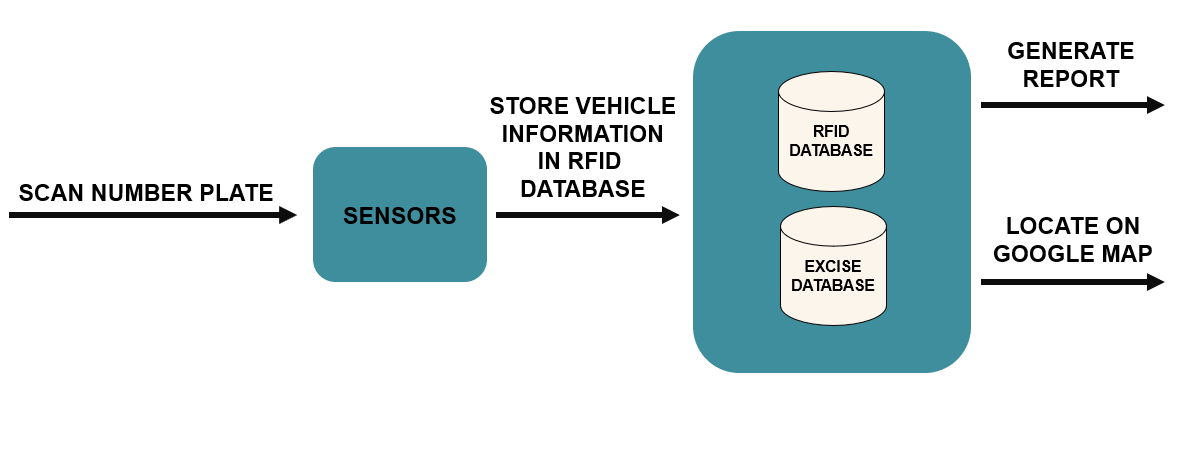 SCAN NUMBER PLATE
SENSORS
STORE VEHICLE
INFORMATION
IN RFID
DATABASE
RFID
DATABASE
EXCISE
DATABASE
GENERATE
REPORT
LOCATE ON
GOOGLE MAP